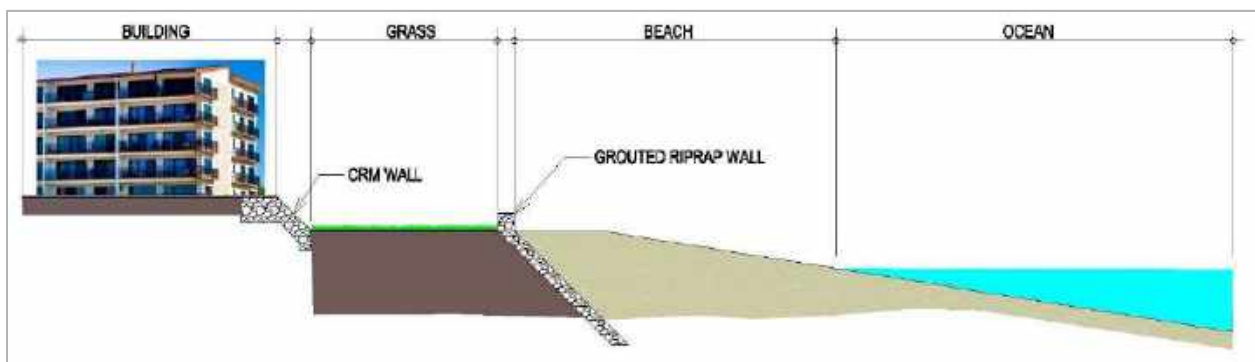 BUILDING
GRASS
BEACH
OCEAN
CRM WALL
GROUTED RIPRAP WALL